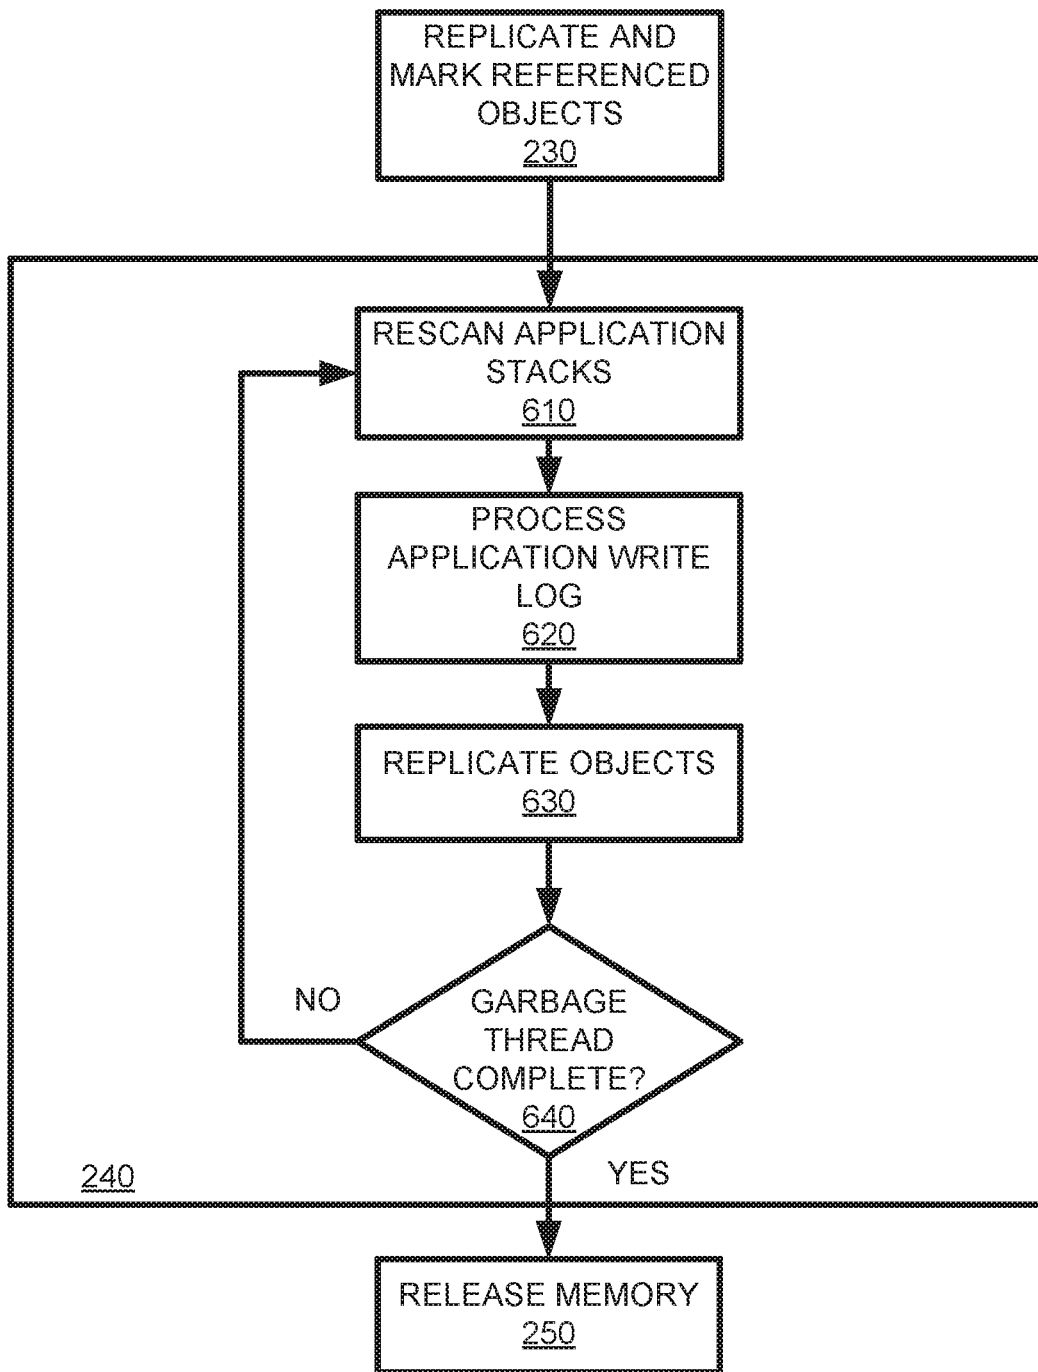 REPLICATE AND
MARK REFERENCED
OBJECTS
230
RESCAN APPLICATION
STACKS
610
PROCESS
APPLICATION WRITE
LOG
620
REPLICATE OBJECTS
630
NO
GARBAGE
THREAD
COMPLETE?
640
240
YES
RELEASE MEMORY
250